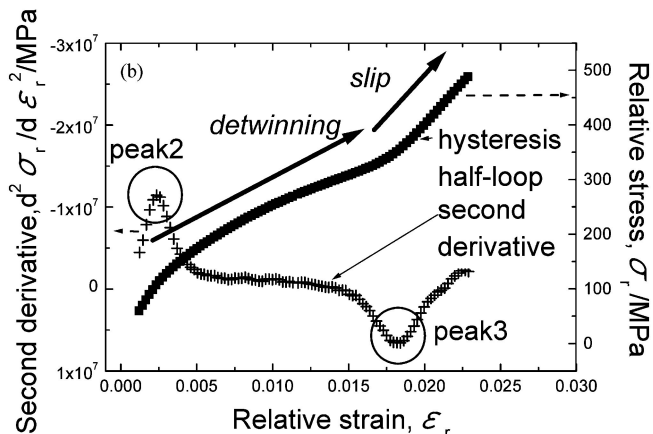 (b)
Second derivative, d² σᵣ/d εᵣ²/MPa
-3x10⁷
-2x10⁷
-1x10⁷
0
1x10⁷
peak2
detwinning
slip
hysteresis
half-loop
second
derivative
peak3
500
400
300
200
100
0
Relative stress, σᵣ/MPa
0.000 0.005 0.010 0.015 0.020 0.025 0.030
Relative strain, εᵣ